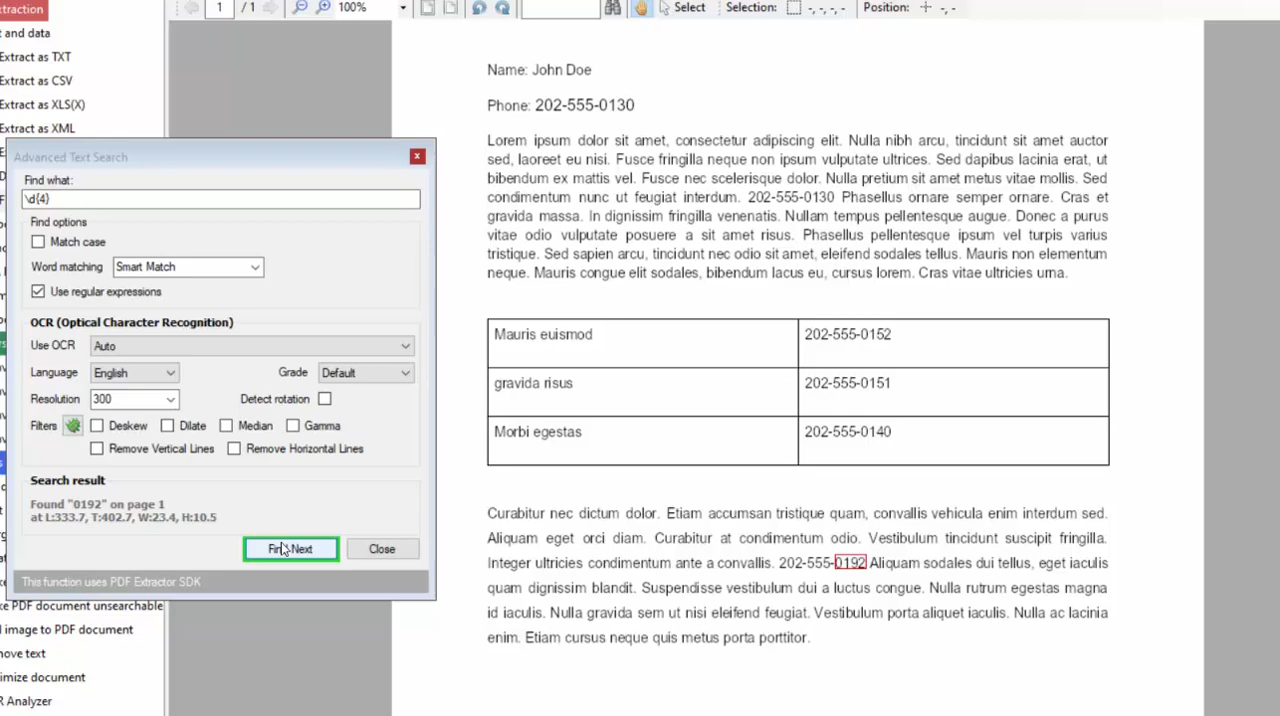 traction
1 / 1 100% Select Selection: -, -, -, - Position: -, -
t and data
Extract as TXT
Extract as CSV
Extract as XLS(X)
Extract as XML
Advanced Text Search x
Find what:
\d{4}
Find options
Match case
Word matching Smart Match
Use regular expressions
OCR (Optical Character Recognition)
Use OCR Auto
Language English Grade Default
Resolution 300 Detect rotation
Filters Deskew Dilate Median Gamma
Remove Vertical Lines Remove Horizontal Lines
Search result
Found "0192" on page 1
at L:333.7, T:402.7, W:23.4, H:10.5
Find Next Close
This function uses PDF Extractor SDK
ke PDF document unsearchable
l image to PDF document
move text
imize document
R Analyzer
Name: John Doe
Phone: 202-555-0130
Lorem ipsum dolor sit amet, consectetur adipiscing elit. Nulla nibh arcu, tincidunt sit amet auctor
sed, laoreet eu nisi. Fusce fringilla neque non ipsum vulputate ultrices. Sed dapibus lacinia erat, ut
bibendum ex mattis vel. Fusce nec scelerisque dolor. Nulla pretium sit amet metus vitae mollis. Sed
condimentum nunc ut feugiat interdum. 202-555-0130 Phasellus ornare semper ornare. Cras et
gravida massa. In dignissim fringilla venenatis. Nullam tempus pellentesque augue. Donec a purus
vitae odio vulputate posuere a sit amet risus. Phasellus pellentesque ipsum vel turpis varius
tristique. Sed sapien arcu, tincidunt nec odio sit amet, eleifend sodales tellus. Mauris non elementum
neque. Mauris congue elit sodales, bibendum lacus eu, cursus lorem. Cras vitae ultricies urna.
Mauris euismod 202-555-0152
gravida risus 202-555-0151
Morbi egestas 202-555-0140
Curabitur nec dictum dolor. Etiam accumsan tristique quam, convallis vehicula enim interdum sed.
Aliquam eget orci diam. Curabitur at condimentum odio. Vestibulum tincidunt suscipit fringilla.
Integer ultricies condimentum ante a convallis. 202-555-0192 Aliquam sodales dui tellus, eget iaculis
quam dignissim blandit. Suspendisse vestibulum dui a luctus congue. Nulla rutrum egestas magna
id iaculis. Nulla gravida sem ut nisi eleifend feugiat. Vestibulum porta aliquet iaculis. Nulla ac lacinia
enim. Etiam cursus neque quis metus porta porttitor.